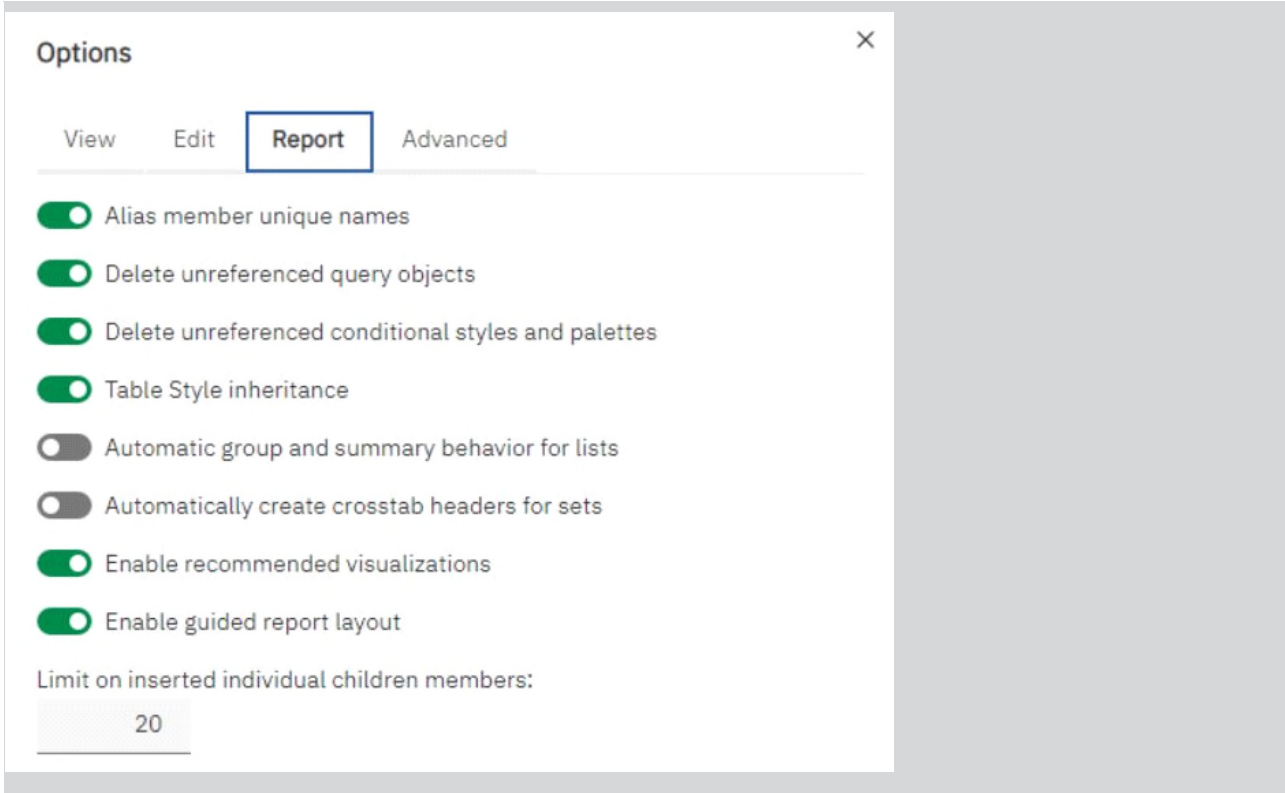 Options
View Edit Report Advanced
Alias member unique names
Delete unreferenced query objects
Delete unreferenced conditional styles and palettes
Table Style inheritance
Automatic group and summary behavior for lists
Automatically create crosstab headers for sets
Enable recommended visualizations
Enable guided report layout
Limit on inserted individual children members:
20